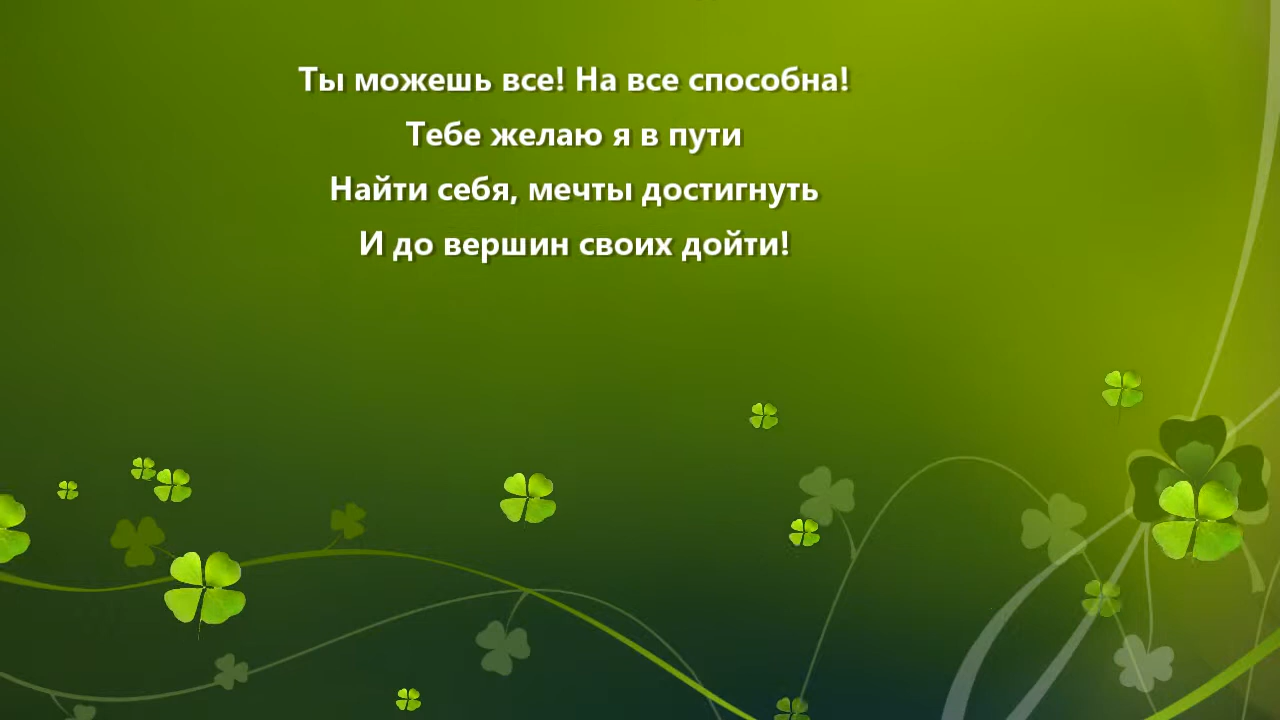 Ты можешь все! На все способна!
Тебе желаю я в пути
Найти себя, мечты достигнуть
И до вершин своих дойти!